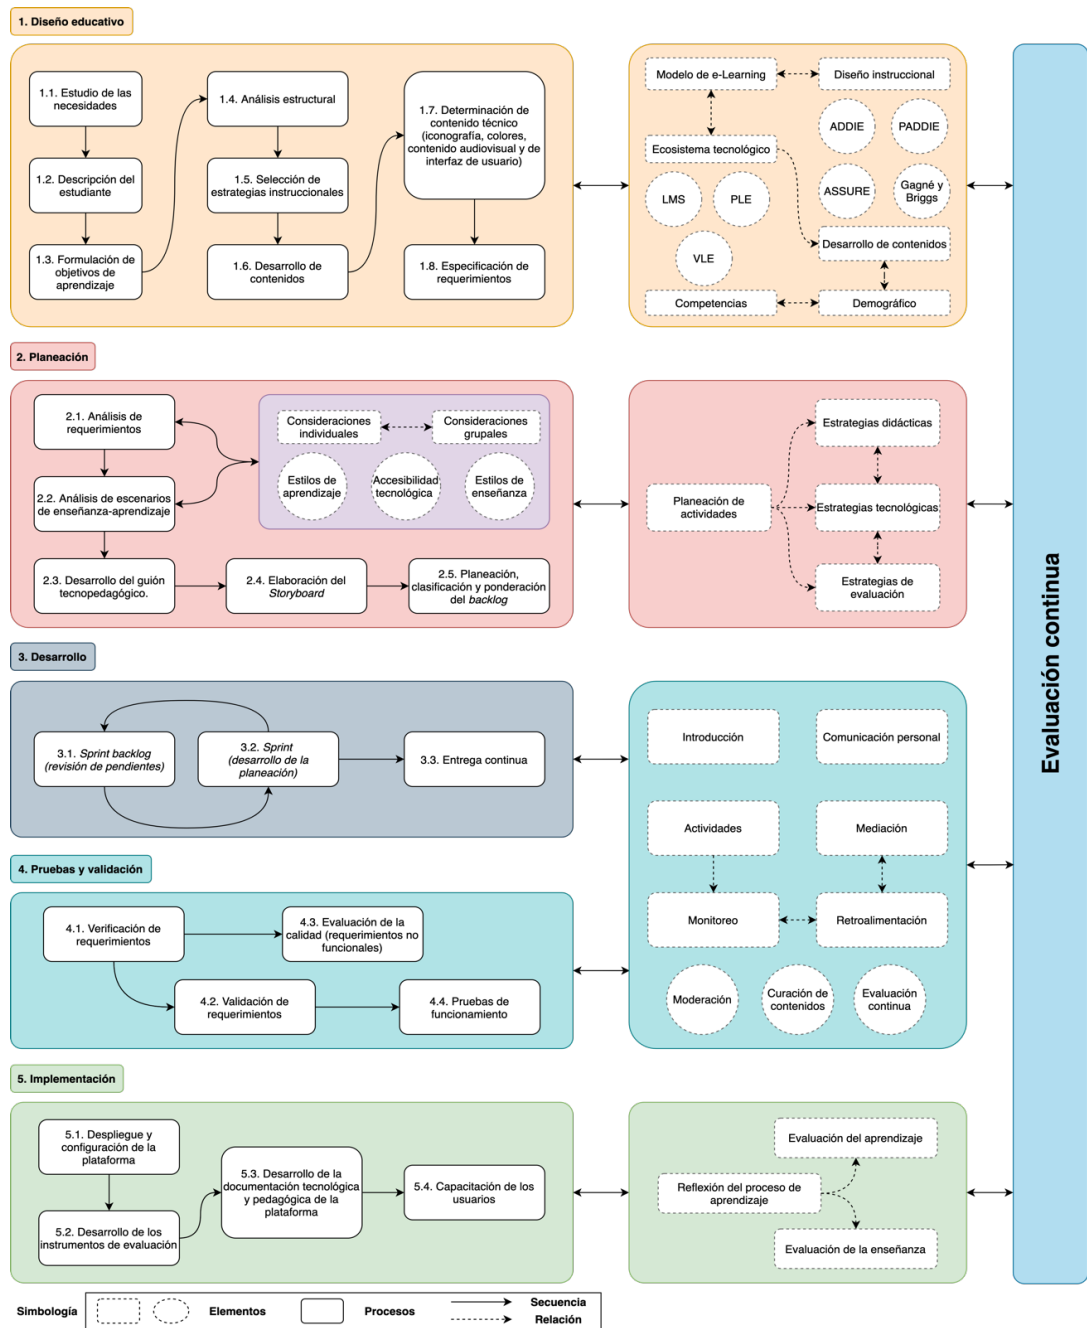 1. Diseño educativo
1.1. Estudio de las
necesidades
1.2. Descripción del
estudiante
1.3. Formulación de
objetivos de
aprendizaje
1.4. Análisis estructural
1.5. Selección de
estrategias instruccionales
1.6. Desarrollo de
contenidos
1.7. Determinación de
contenido técnico
(iconografía, colores,
contenido audiovisual y de
interfaz de usuario)
1.8. Especificación de
requerimientos
Modelo de e-Learning
Diseño instruccional
ADDIE
PADDIE
Ecosistema tecnológico
LMS
PLE
ASSURE
Gagné y
Briggs
VLE
Desarrollo de contenidos
Competencias
Demográfico
2. Planeación
2.1. Análisis de
requerimientos
2.2. Análisis de escenarios
de enseñanza-aprendizaje
Consideraciones
individuales
Consideraciones
grupales
Estilos de
aprendizaje
Accesibilidad
tecnológica
Estilos de
enseñanza
2.3. Desarrollo del guión
tecnopedagógico.
2.4. Elaboración del
Storyboard
2.5. Planeación,
clasificación y ponderación
del backlog
Planeación de
actividades
Estrategias didácticas
Estrategias tecnológicas
Estrategias de
evaluación
3. Desarrollo
3.1. Sprint backlog
(revisión de pendientes)
3.2. Sprint
(desarrollo de la
planeación)
3.3. Entrega continua
Introducción
Comunicación personal
Actividades
Mediación
Monitoreo
Retroalimentación
Moderación
Curación de
contenidos
Evaluación
continua
4. Pruebas y validación
4.1. Verificación de
requerimientos
4.3. Evaluación de la
calidad (requerimientos no
funcionales)
4.2. Validación de
requerimientos
4.4. Pruebas de
funcionamiento
5. Implementación
5.1. Despliegue y
configuración de la
plataforma
5.2. Desarrollo de los
instrumentos de evaluación
5.3. Desarrollo de la
documentación tecnológica
y pedagógica de la
plataforma
5.4. Capacitación de los
usuarios
Evaluación del aprendizaje
Reflexión del proceso de
aprendizaje
Evaluación de la enseñanza
Evaluación continua
Simbología
Elementos
Procesos
Secuencia
Relación